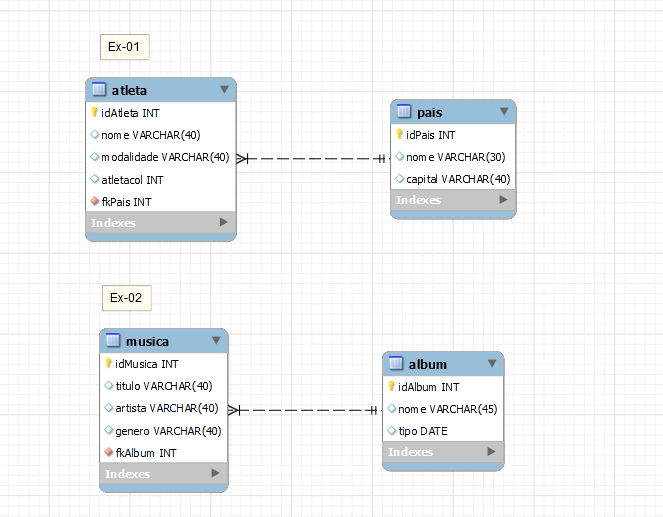 Ex-01
atleta
idAtleta INT
nome VARCHAR(40)
modalidade VARCHAR(40)
atletacol INT
fkPais INT
Indexes
pais
idPais INT
nome VARCHAR(30)
capital VARCHAR(40)
Indexes
Ex-02
musica
idMusica INT
titulo VARCHAR(40)
artista VARCHAR(40)
genero VARCHAR(40)
fkAlbum INT
Indexes
album
idAlbum INT
nome VARCHAR(45)
tipo DATE
Indexes